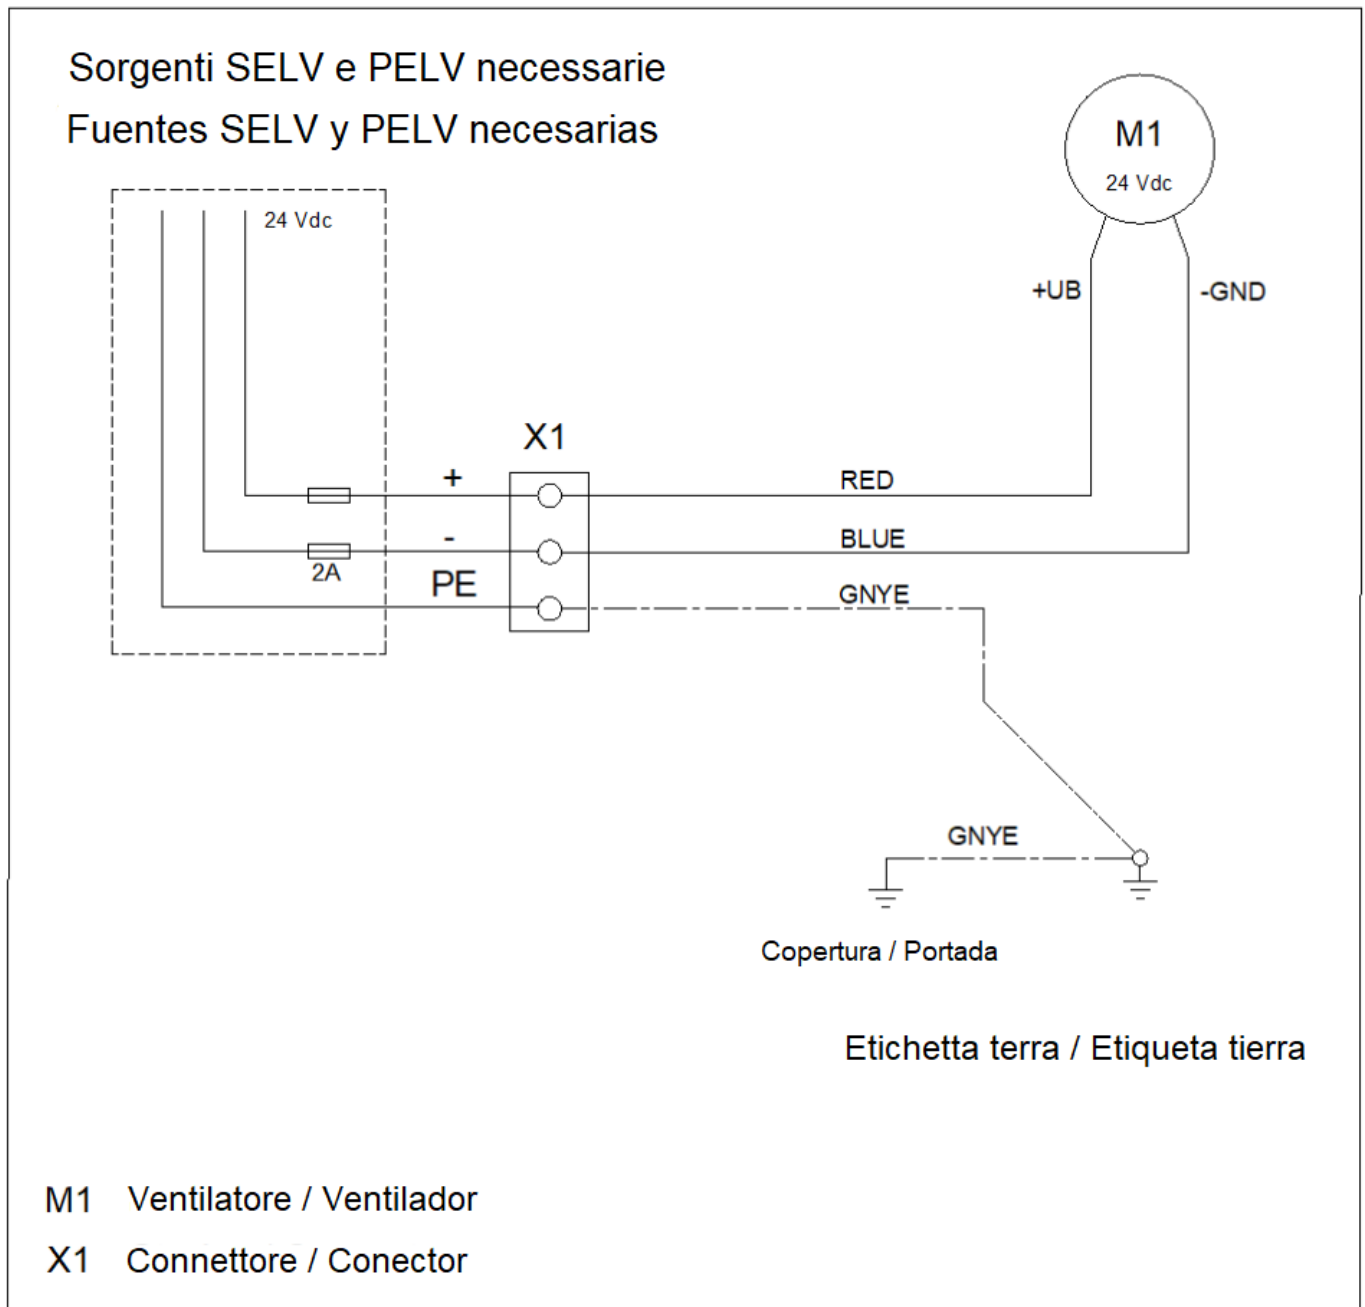 Sorgenti SELV e PELV necessarie
Fuentes SELV y PELV necesarias
M1
24 Vdc
24 Vdc
+UB
-GND
X1
+
RED
-
BLUE
2A
PE
GNYE
GNYE
Copertura / Portada
Etichetta terra / Etiqueta tierra
M1 Ventilatore / Ventilador
X1 Connettore / Conector